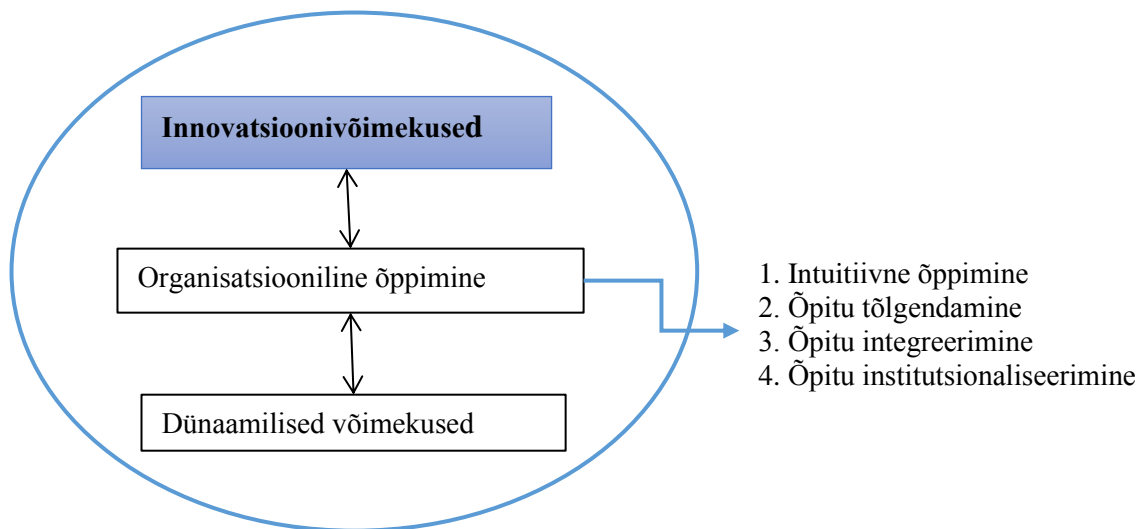 Innovatsioonivõimekused
Organisatsiooniline õppimine
1. Intuitiivne õppimine
2. Õpitu tõlgendamine
3. Õpitu integreerimine
4. Õpitu institutsionaliseerimine
Dünaamilised võimekused